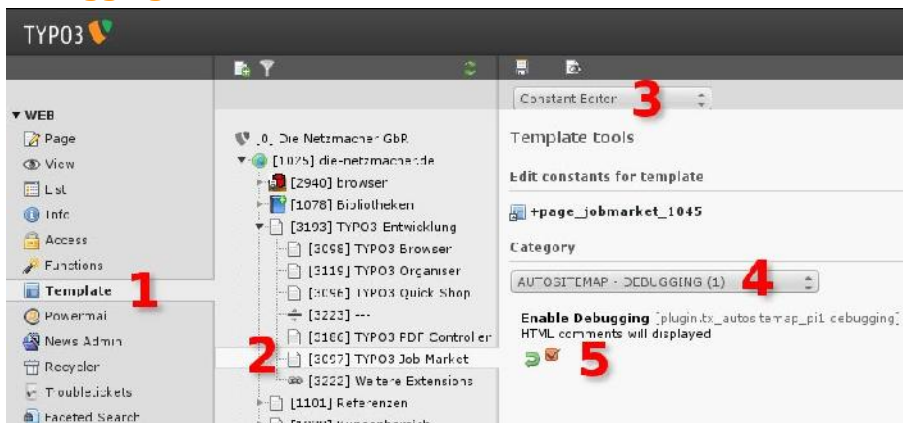 TYPO3
WEB
Page
View
List
Info
Access
Functions
Template
Powermail
News Admin
Recycler
Troubletickets
Faceted Search
1
[0] Die Netzmacher GbR
[1025] die-netzmacher.de
[2940] browser
[1078] Bibliotheken
[3193] TYPO3 Entwicklung
[3098] TYPO3 Browser
[3119] TYPO3 Organiser
[3096] TYPO3 Quick Shop
[3223] ---
[3186] TYPO3 PDF Controller
2
[3097] TYPO3 Job Market
[3222] Weitere Extensions
[1101] Referenzen
Constant Editor
3
Template tools
Edit constants for template
+page_jobmarket_1045
Category
AUTOSITEMAP - DEBUGGING (1)
4
Enable Debugging [plugin.tx_autositemap_pi1 debugging]
HTML comments will displayed
5